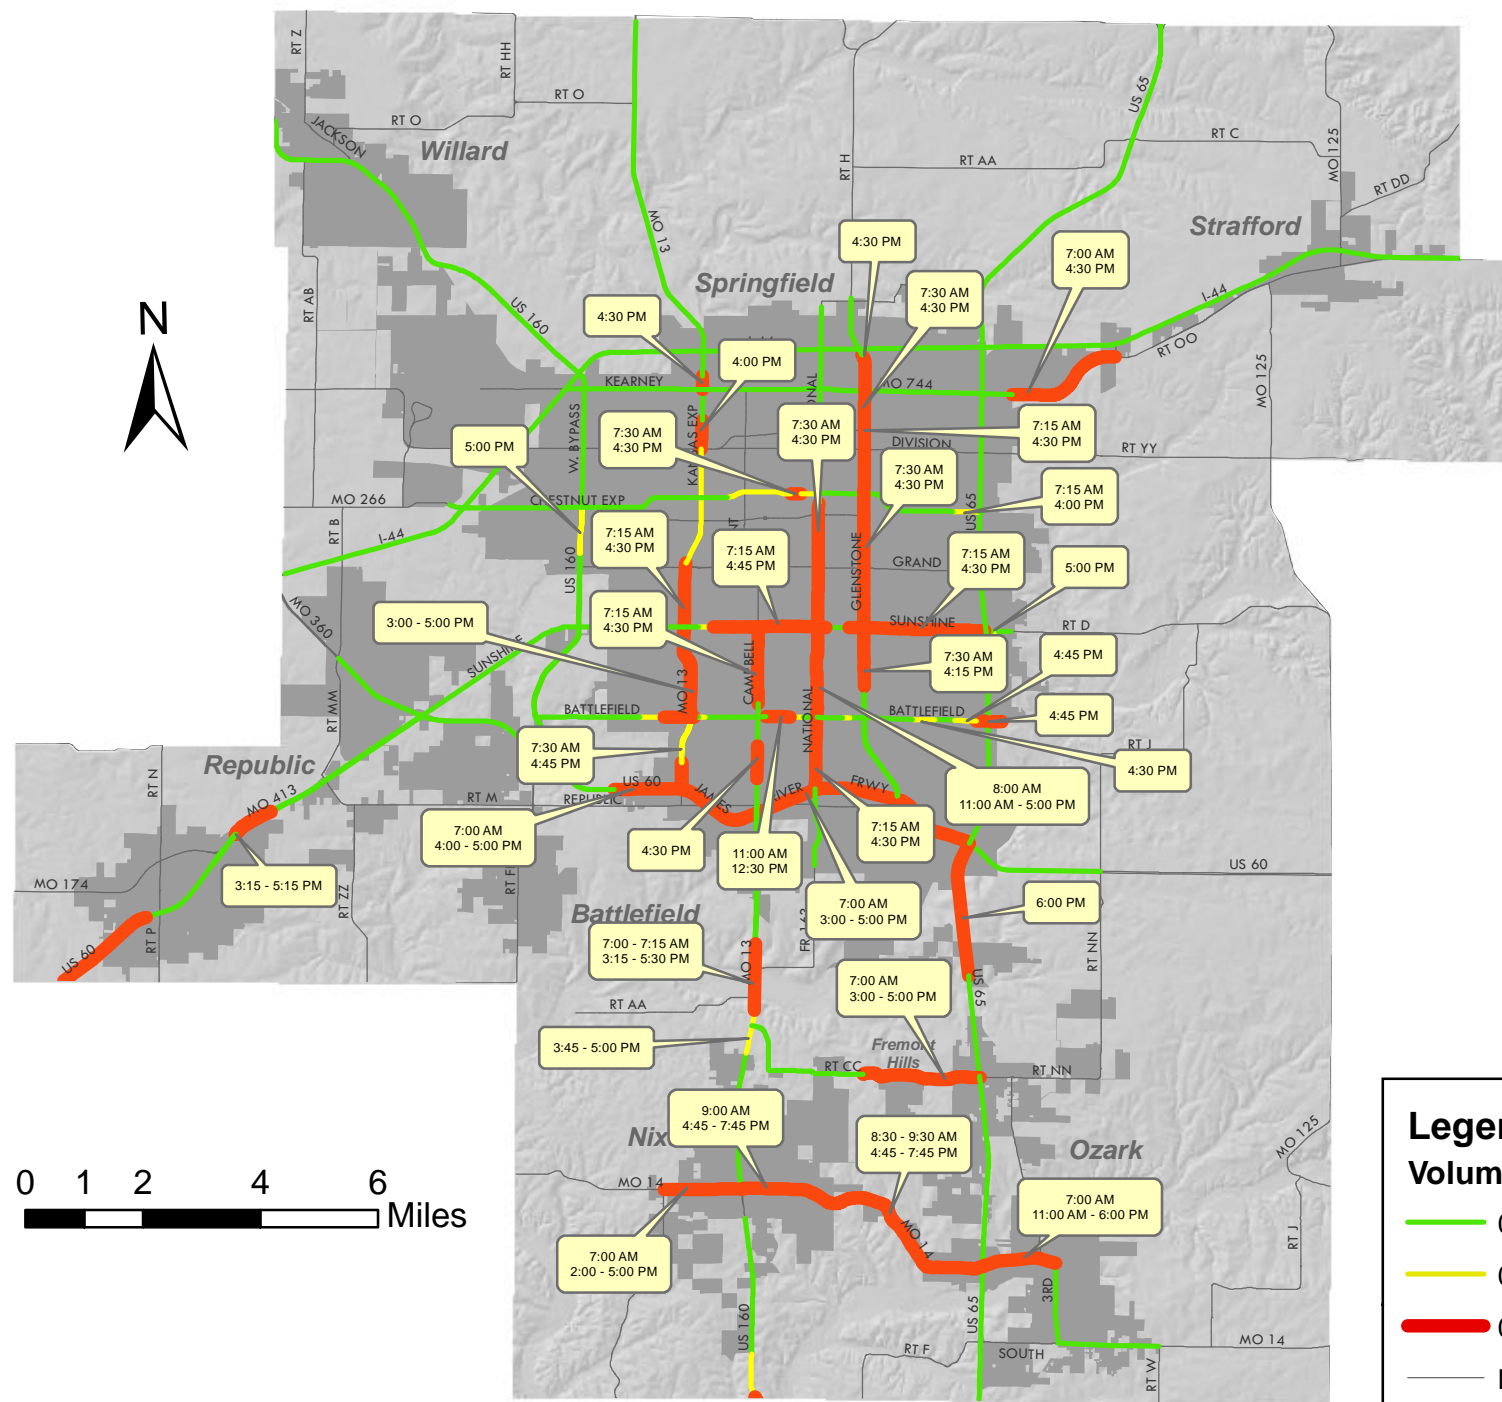 RT Z
RT HH
RT O
RT O
JACKSON
Willard
MO 13
RT H
US 65
RT C
RT AA
MO 125
RT DD
Strafford
4:30 PM
7:00 AM
4:30 PM
Springfield
7:30 AM
4:30 PM
RT AB
US 160
I-44
RT OO
N
4:30 PM
4:00 PM
KEARNEY
MO 744
MO 125
W. BYPASS
7:30 AM
4:30 PM
7:30 AM
4:30 PM
7:15 AM
4:30 PM
5:00 PM
DIVISION
RT YY
7:30 AM
4:30 PM
MO 266
CHESTNUT EXP
7:15 AM
4:00 PM
US 65
RT B
I-44
US 160
7:15 AM
4:30 PM
7:15 AM
4:45 PM
GLENSTONE
GRAND
7:15 AM
4:30 PM
5:00 PM
MO 360
3:00 - 5:00 PM
7:15 AM
4:30 PM
SUNSHINE
SUNSHINE
RT D
CAMPBELL
7:30 AM
4:15 PM
4:45 PM
RT MM
MO 13
BATTLEFIELD
NATIONAL
BATTLEFIELD
4:45 PM
7:30 AM
4:45 PM
RT J
4:30 PM
Republic
RT N
MO 413
RT M
US 60
REPUBLIC
JAMES
RIVER
FRWY
8:00 AM
11:00 AM - 5:00 PM
7:00 AM
4:00 - 5:00 PM
4:30 PM
11:00 AM
12:30 PM
7:15 AM
4:30 PM
US 60
MO 174
3:15 - 5:15 PM
RT ZZ
7:00 AM
3:00 - 5:00 PM
6:00 PM
Battlefield
RT P
US 60
7:00 - 7:15 AM
3:15 - 5:30 PM
MO 13
RT NN
7:00 AM
3:00 - 5:00 PM
US 65
RT AA
3:45 - 5:00 PM
Fremont
Hills
RT CC
RT NN
9:00 AM
4:45 - 7:45 PM
Nix
8:30 - 9:30 AM
4:45 - 7:45 PM
Ozark
MO 125
MO 14
7:00 AM
11:00 AM - 6:00 PM
MO 14
7:00 AM
2:00 - 5:00 PM
RT J
3RD
US 160
US 65
RT F
SOUTH
MO 14
RT W
0 1 2 4 6
Miles
Legen
Volum